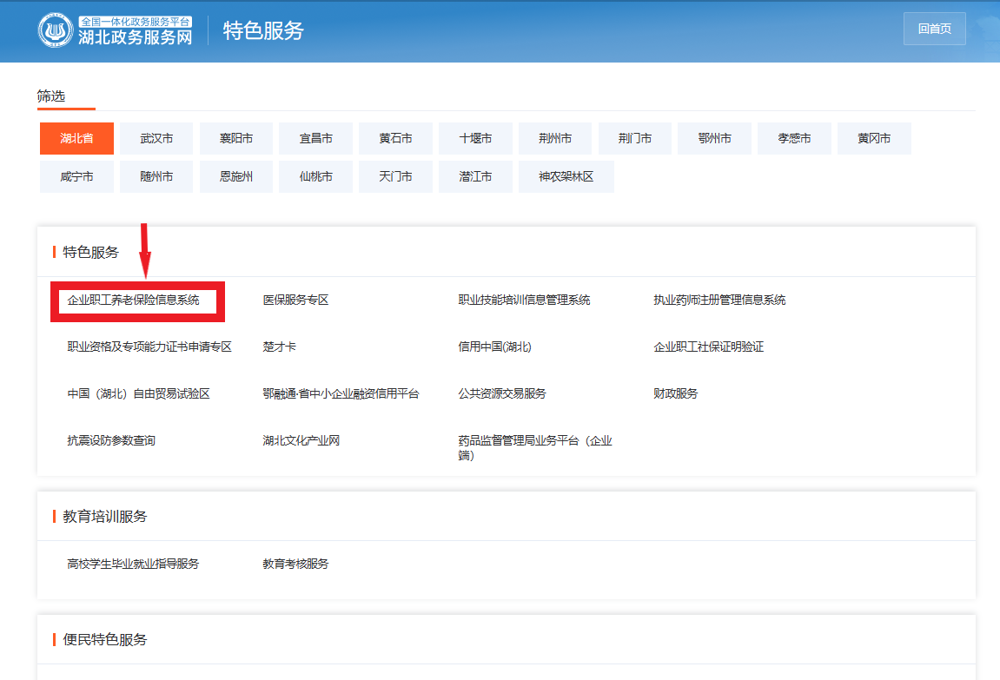 全国一体化政务服务平台
湖北政务服务网
特色服务
回首页
筛选
湖北省 武汉市 襄阳市 宜昌市 黄石市 十堰市 荆州市 荆门市 鄂州市 孝感市 黄冈市
咸宁市 随州市 恩施州 仙桃市 天门市 潜江市 神农架林区
特色服务
企业职工养老保险信息系统 医保服务专区 职业技能培训信息管理系统 执业药师注册管理信息系统
职业资格及专项能力证书申请专区 楚才卡 信用中国(湖北) 企业职工社保证明验证
中国（湖北）自由贸易试验区 鄂融通·省中小企业融资信用平台 公共资源交易服务 财政服务
抗震设防参数查询 湖北文化产业网 药品监督管理局业务平台（企业
端）
教育培训服务
高校学生毕业就业指导服务 教育考核服务
便民特色服务